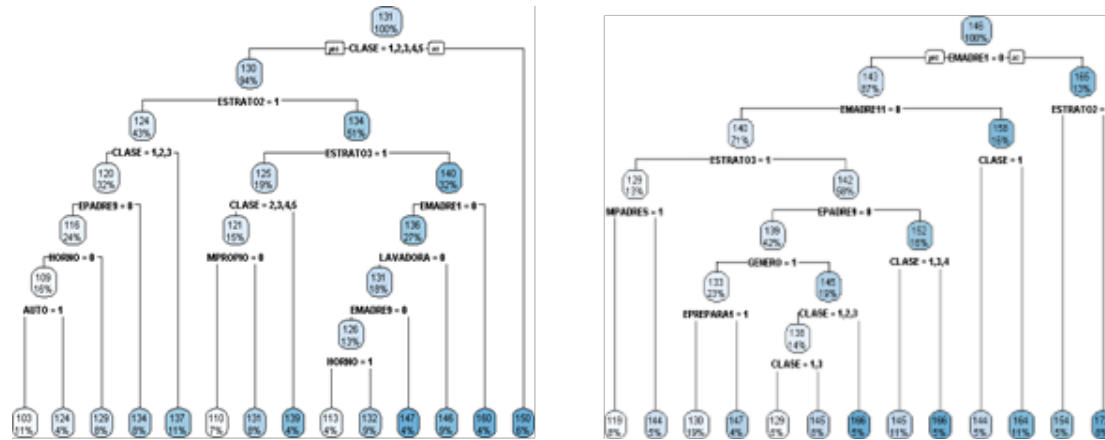 131
100%
yes CLASE = 1,2,3,4,5 no
130
94%
ESTRATO2 = 1
124
43%
134
51%
CLASE = 1,2,3
ESTRATO3 = 1
120
32%
125
19%
140
32%
EPADRE9 = 0
CLASE = 2,3,4,5
EMADRE1 = 0
116
24%
121
15%
136
27%
HORNO = 0
MPROPIO = 0
LAVADORA = 0
109
16%
131
18%
AUTO = 1
EMADRE9 = 0
126
13%
HORNO = 1
103 124 129 134 137 110 131 139 113 132 147 146 160 150
11% 4% 8% 8% 11% 7% 8% 4% 4% 9% 4% 9% 4% 6%
146
100%
yes EMADRE1 = 0 no
143
87%
165
13%
EMADRE11 = 0
ESTRATO2 =
140
71%
158
16%
ESTRATO3 = 1
CLASE = 1
129
13%
142
58%
MPADRES = 1
EPADRE9 = 0
139
42%
152
16%
GENERO = 1
CLASE = 1,3,4
133
23%
146
19%
EPREPARA1 = 1
CLASE = 1,2,3
138
14%
CLASE = 1,3
119 144 130 147 129 145 166 145 166 144 164 154
8% 5% 19% 4% 11% 5% 5% 11% 5%